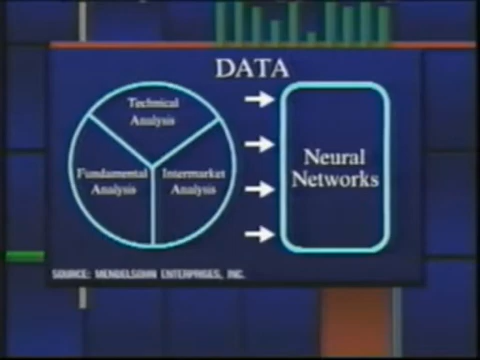 DATA
Technical
Analysis
Fundamental
Analysis
Intermarket
Analysis
Neural
Networks
SOURCE: MENDELSOHN ENTERPRISES, INC.